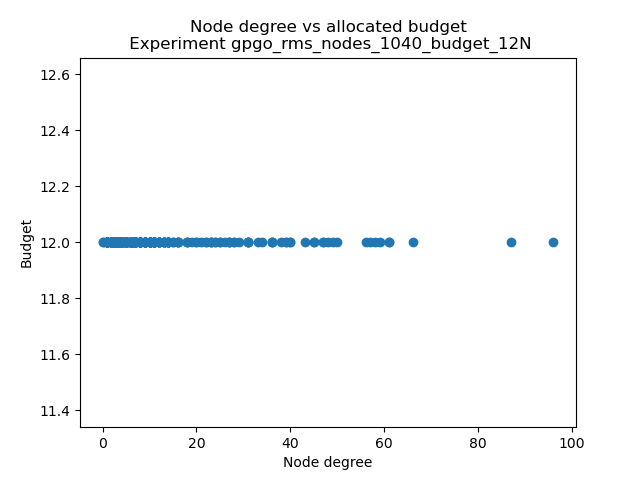 Node degree vs allocated budget
Experiment gpgo_rms_nodes_1040_budget_12N
12.6
12.4
12.2
12.0
11.8
11.6
11.4
Budget
0 20 40 60 80 100
Node degree